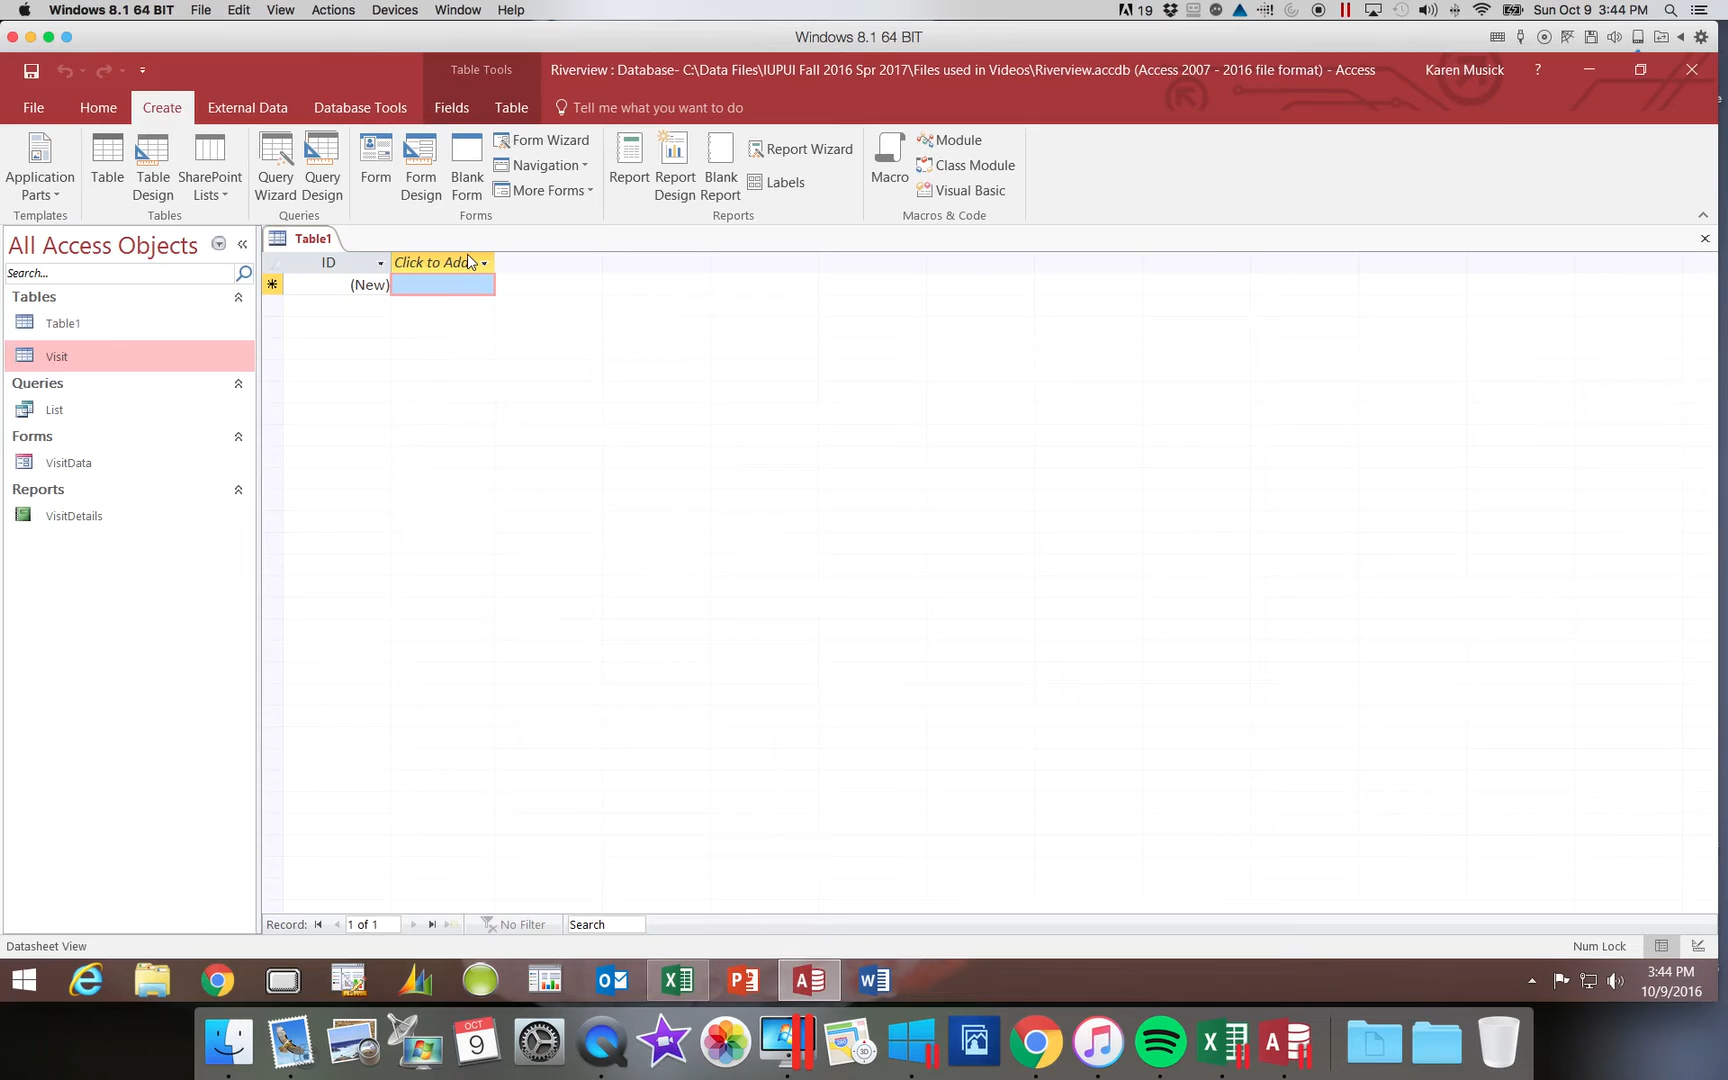 Windows 8.1 64 BIT File Edit View Actions Devices Window Help 19 Sun Oct 9 3:44 PM
Windows 8.1 64 BIT
Table Tools Riverview : Database- C:\Data Files\IUPUI Fall 2016 Spr 2017\Files used in Videos\Riverview.accdb (Access 2007 - 2016 file format) - Access Karen Musick ?
File Home Create External Data Database Tools Fields Table Tell me what you want to do
Application Parts
Table
Table Design
SharePoint Lists
Query Wizard
Query Design
Form
Form Design
Blank Form
Form Wizard
Navigation
More Forms
Report
Report Design
Blank Report
Report Wizard
Labels
Macro
Module
Class Module
Visual Basic
Templates Tables Queries Forms Reports Macros & Code
All Access Objects
Search...
Tables
Table1
Visit
Queries
List
Forms
VisitData
Reports
VisitDetails
Table1
ID Click to Add
(New)
Record: 1 of 1 No Filter Search
Datasheet View Num Lock
3:44 PM
10/9/2016
OCT
9
3D